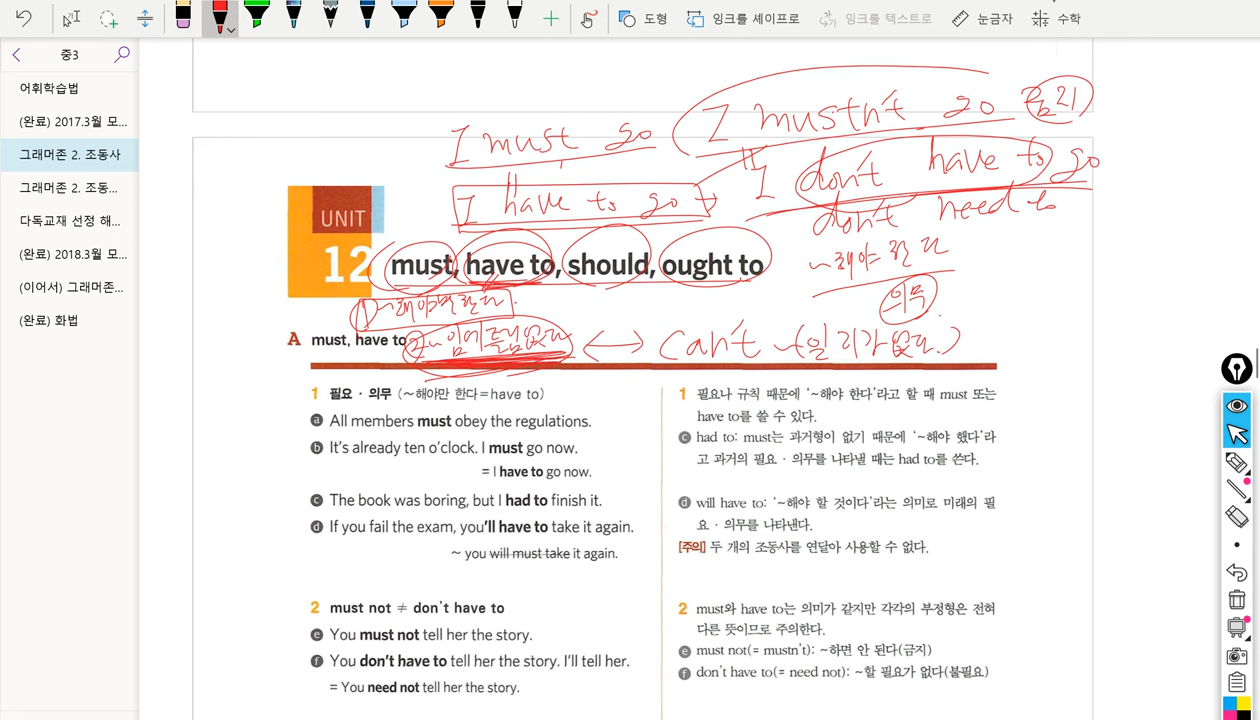 도형
잉크를 셰이프로
잉크를 텍스트로
눈금자
수학
중3
어휘학습법
(완료) 2017.3월 모...
그래머존 2. 조동사
그래머존 2. 조동...
다독교재 선정 해...
(완료) 2018.3월 모...
(이어서) 그래머존...
(완료) 화법
I must go
I mustn't go
I have to go
I don't have to go
don't need to
~해야 한다
의무
UNIT
12 must, have to, should, ought to
① ~해야만 한다.
A must, have to
② ~임에 틀림없다 ↔ can't ~(일 리가 없다.)
1 필요 · 의무 (~해야만 한다=have to)
ⓐ All members must obey the regulations.
ⓑ It's already ten o'clock. I must go now.
= I have to go now.
ⓒ The book was boring, but I had to finish it.
ⓓ If you fail the exam, you'll have to take it again.
~ you will must take it again.
2 must not ≠ don't have to
ⓔ You must not tell her the story.
ⓕ You don't have to tell her the story. I'll tell her.
= You need not tell her the story.
1 필요나 규칙 때문에 '~해야 한다'라고 할 때 must 또는
have to를 쓸 수 있다.
ⓒ had to: must는 과거형이 없기 때문에 '~해야 했다'라
고 과거의 필요 · 의무를 나타낼 때는 had to를 쓴다.
ⓓ will have to: '~해야 할 것이다'라는 의미로 미래의 필
요 · 의무를 나타낸다.
[주의] 두 개의 조동사를 연달아 사용할 수 없다.
2 must와 have to는 의미가 같지만 각각의 부정형은 전혀
다른 뜻이므로 주의한다.
ⓔ must not(= mustn't): ~하면 안 된다(금지)
ⓕ don't have to(= need not): ~할 필요가 없다(불필요)